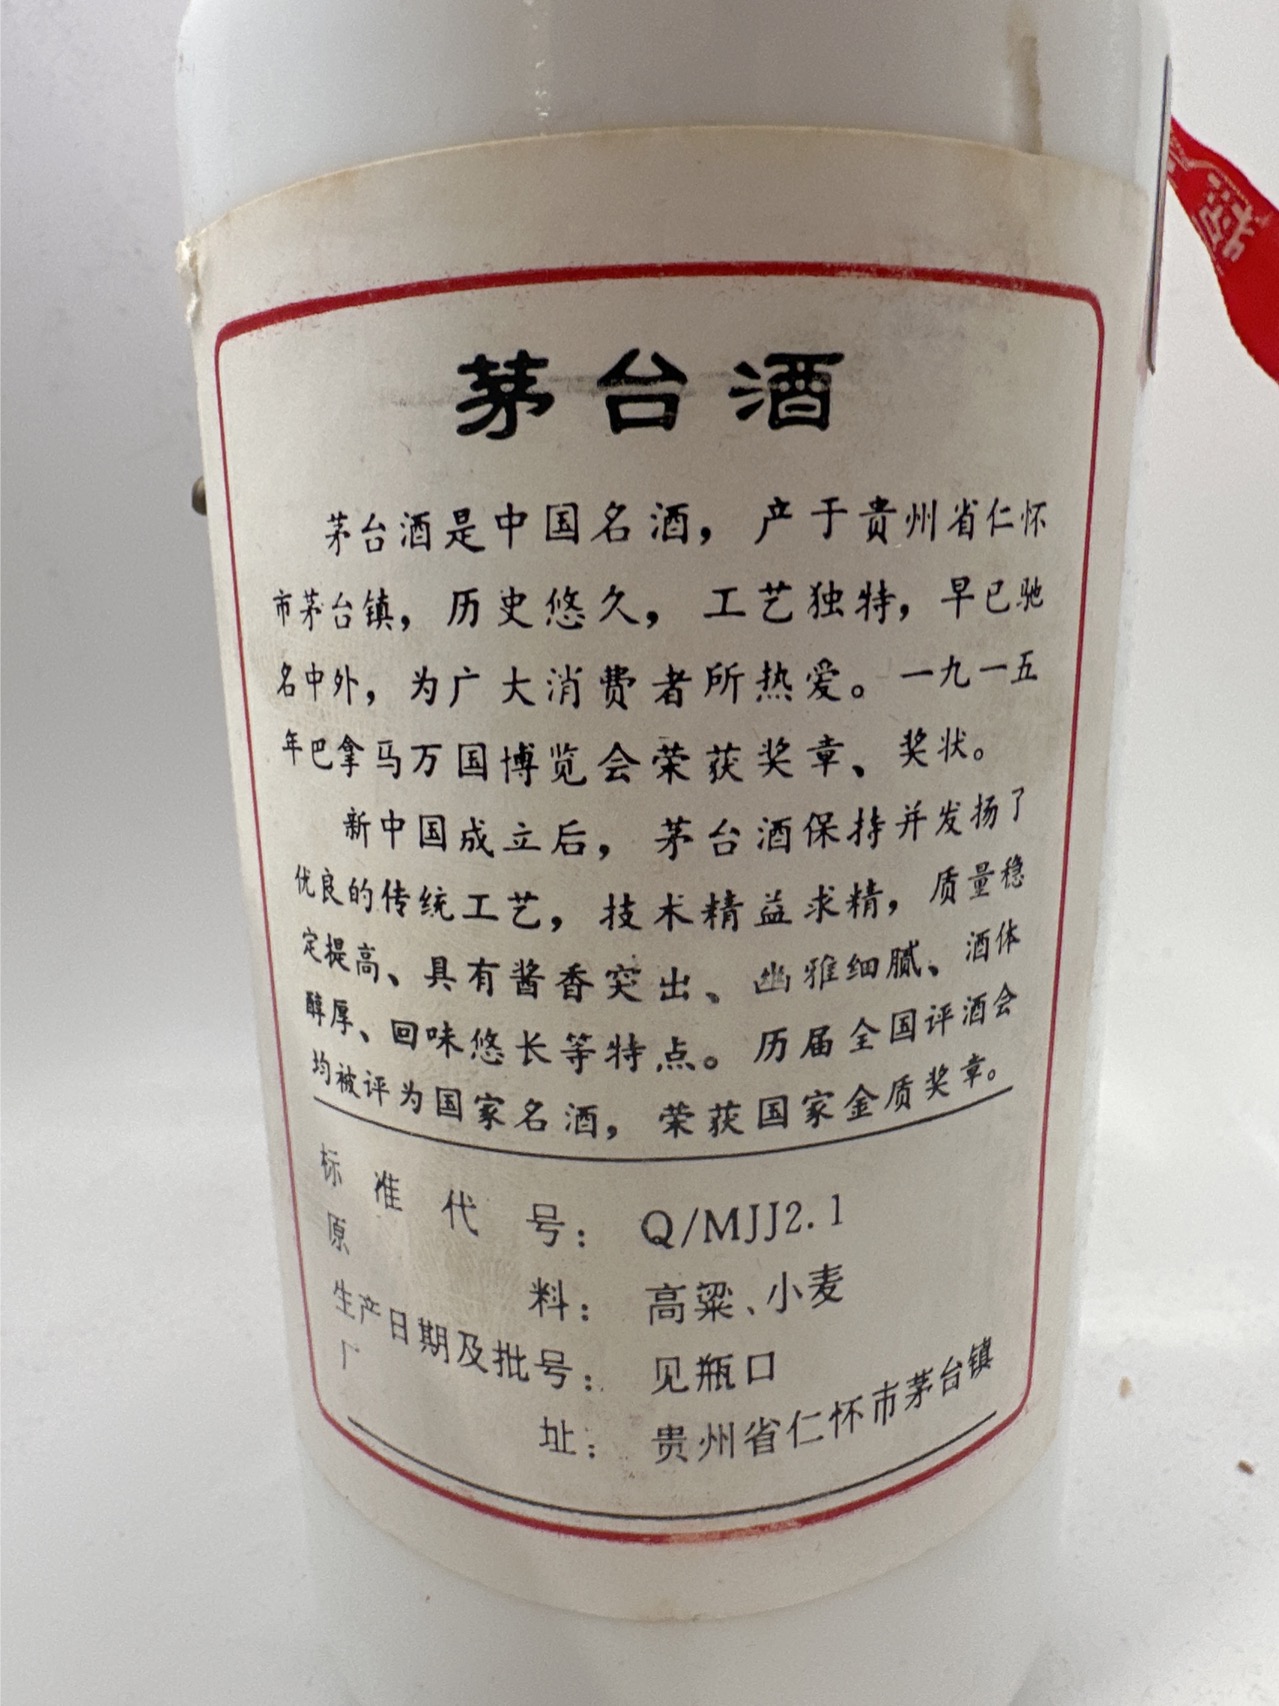 茅台酒
茅台酒是中国名酒，产于贵州省仁怀
市茅台镇，历史悠久，工艺独特，早已驰
名中外，为广大消费者所热爱。一九一五
年巴拿马万国博览会荣获奖章、奖状。
新中国成立后，茅台酒保持并发扬了
优良的传统工艺，技术精益求精，质量稳
定提高、具有酱香突出、幽雅细腻、酒体
醇厚、回味悠长等特点。历届全国评酒会
均被评为国家名酒，荣获国家金质奖章。
标准代号：Q/MJJ2.1
原料：高粱、小麦
生产日期及批号：见瓶口
厂址：贵州省仁怀市茅台镇